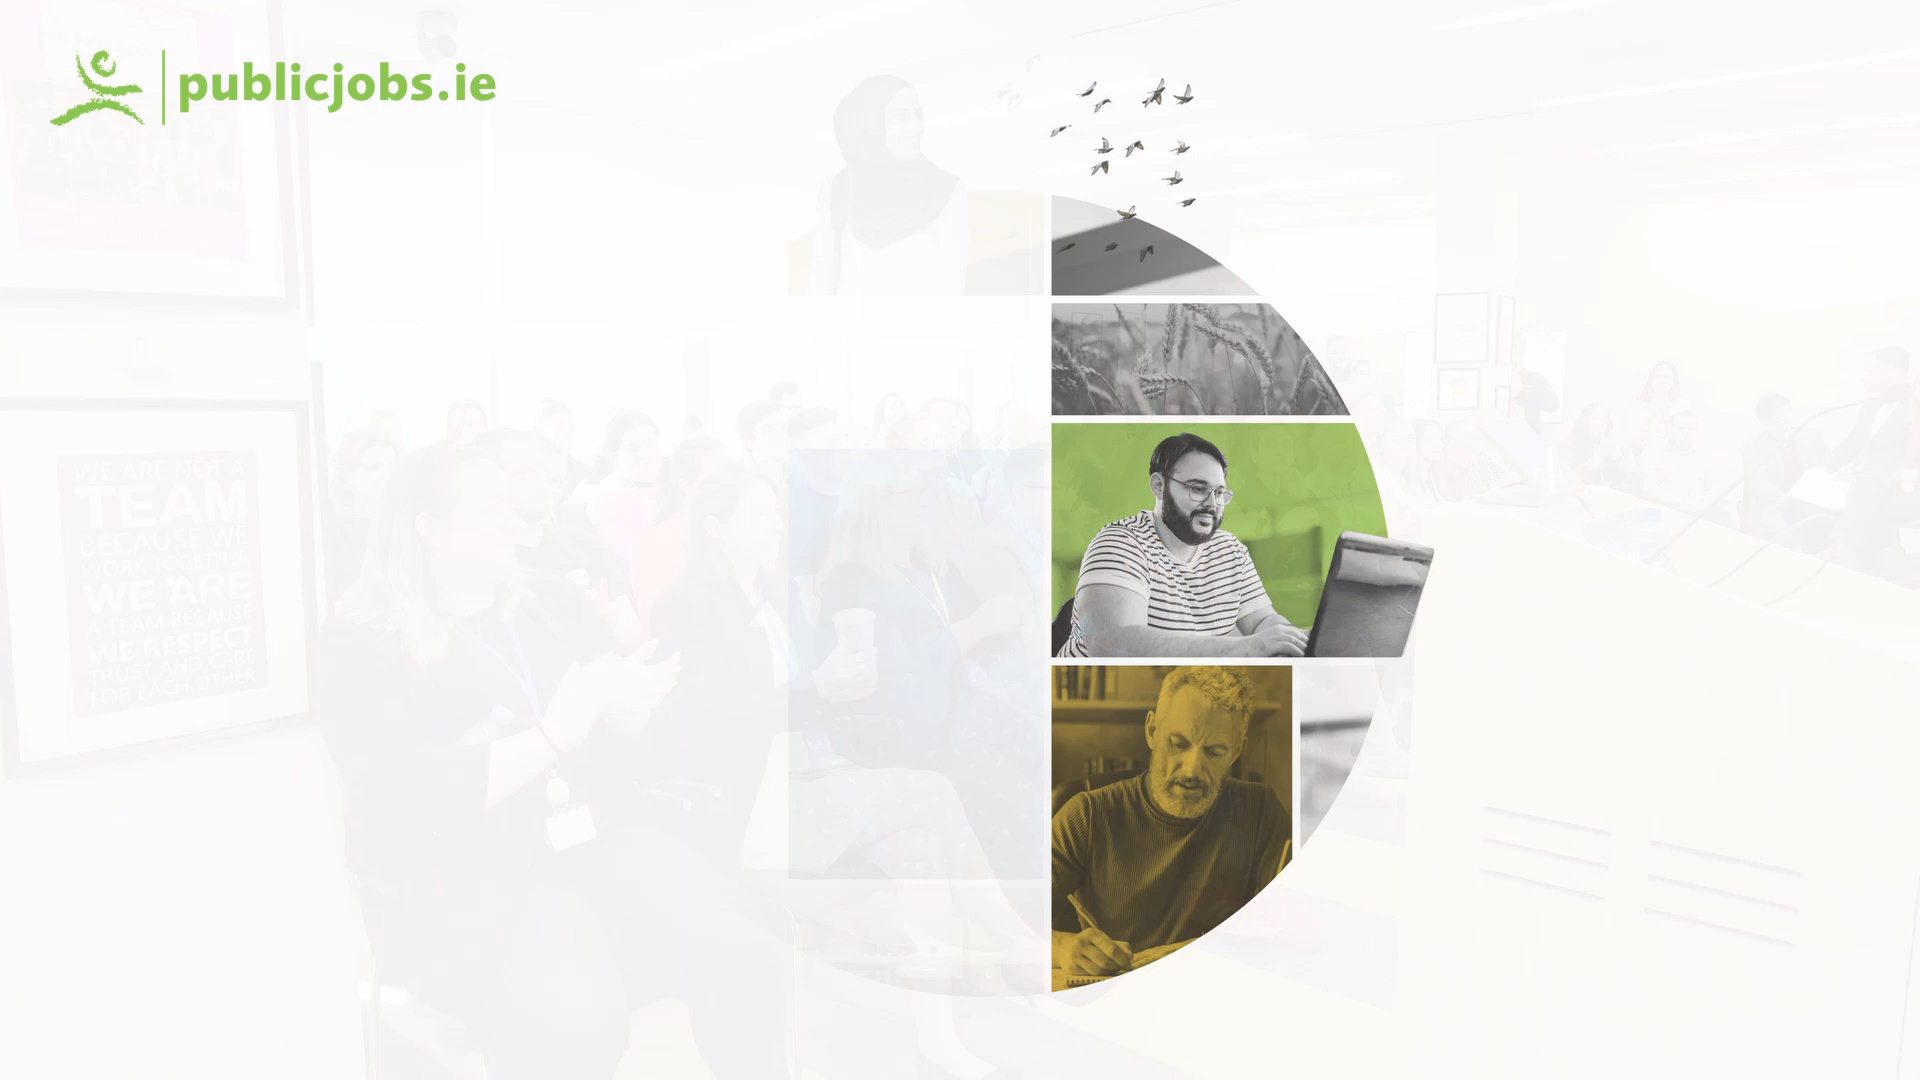 publicjobs.ie
WE ARE NOT A
TEAM
BECAUSE WE
WORK TOGETHER
WE ARE
A TEAM BECAUSE
WE RESPECT
TRUST AND CARE
FOR EACH OTHER